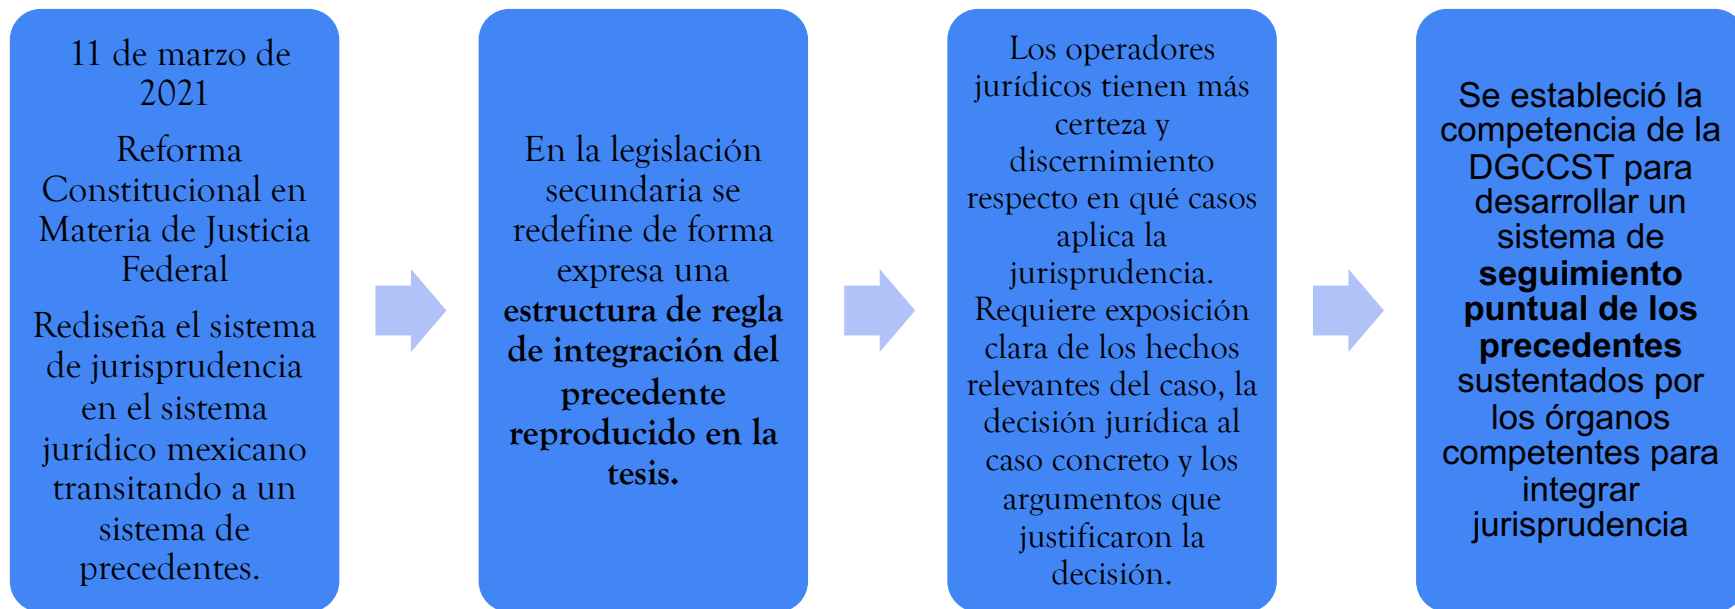 11 de marzo de
2021
Reforma
Constitucional en
Materia de Justicia
Federal
Rediseña el sistema
de jurisprudencia
en el sistema
jurídico mexicano
transitando a un
sistema de
precedentes.
En la legislación
secundaria se
redefine de forma
expresa una
estructura de regla
de integración del
precedente
reproducido en la
tesis.
Los operadores
jurídicos tienen más
certeza y
discernimiento
respecto en qué casos
aplica la
jurisprudencia.
Requiere exposición
clara de los hechos
relevantes del caso, la
decisión jurídica al
caso concreto y los
argumentos que
justificaron la
decisión.
Se estableció la
competencia de la
DGCCST para
desarrollar un
sistema de
seguimiento
puntual de los
precedentes
sustentados por
los órganos
competentes para
integrar
jurisprudencia